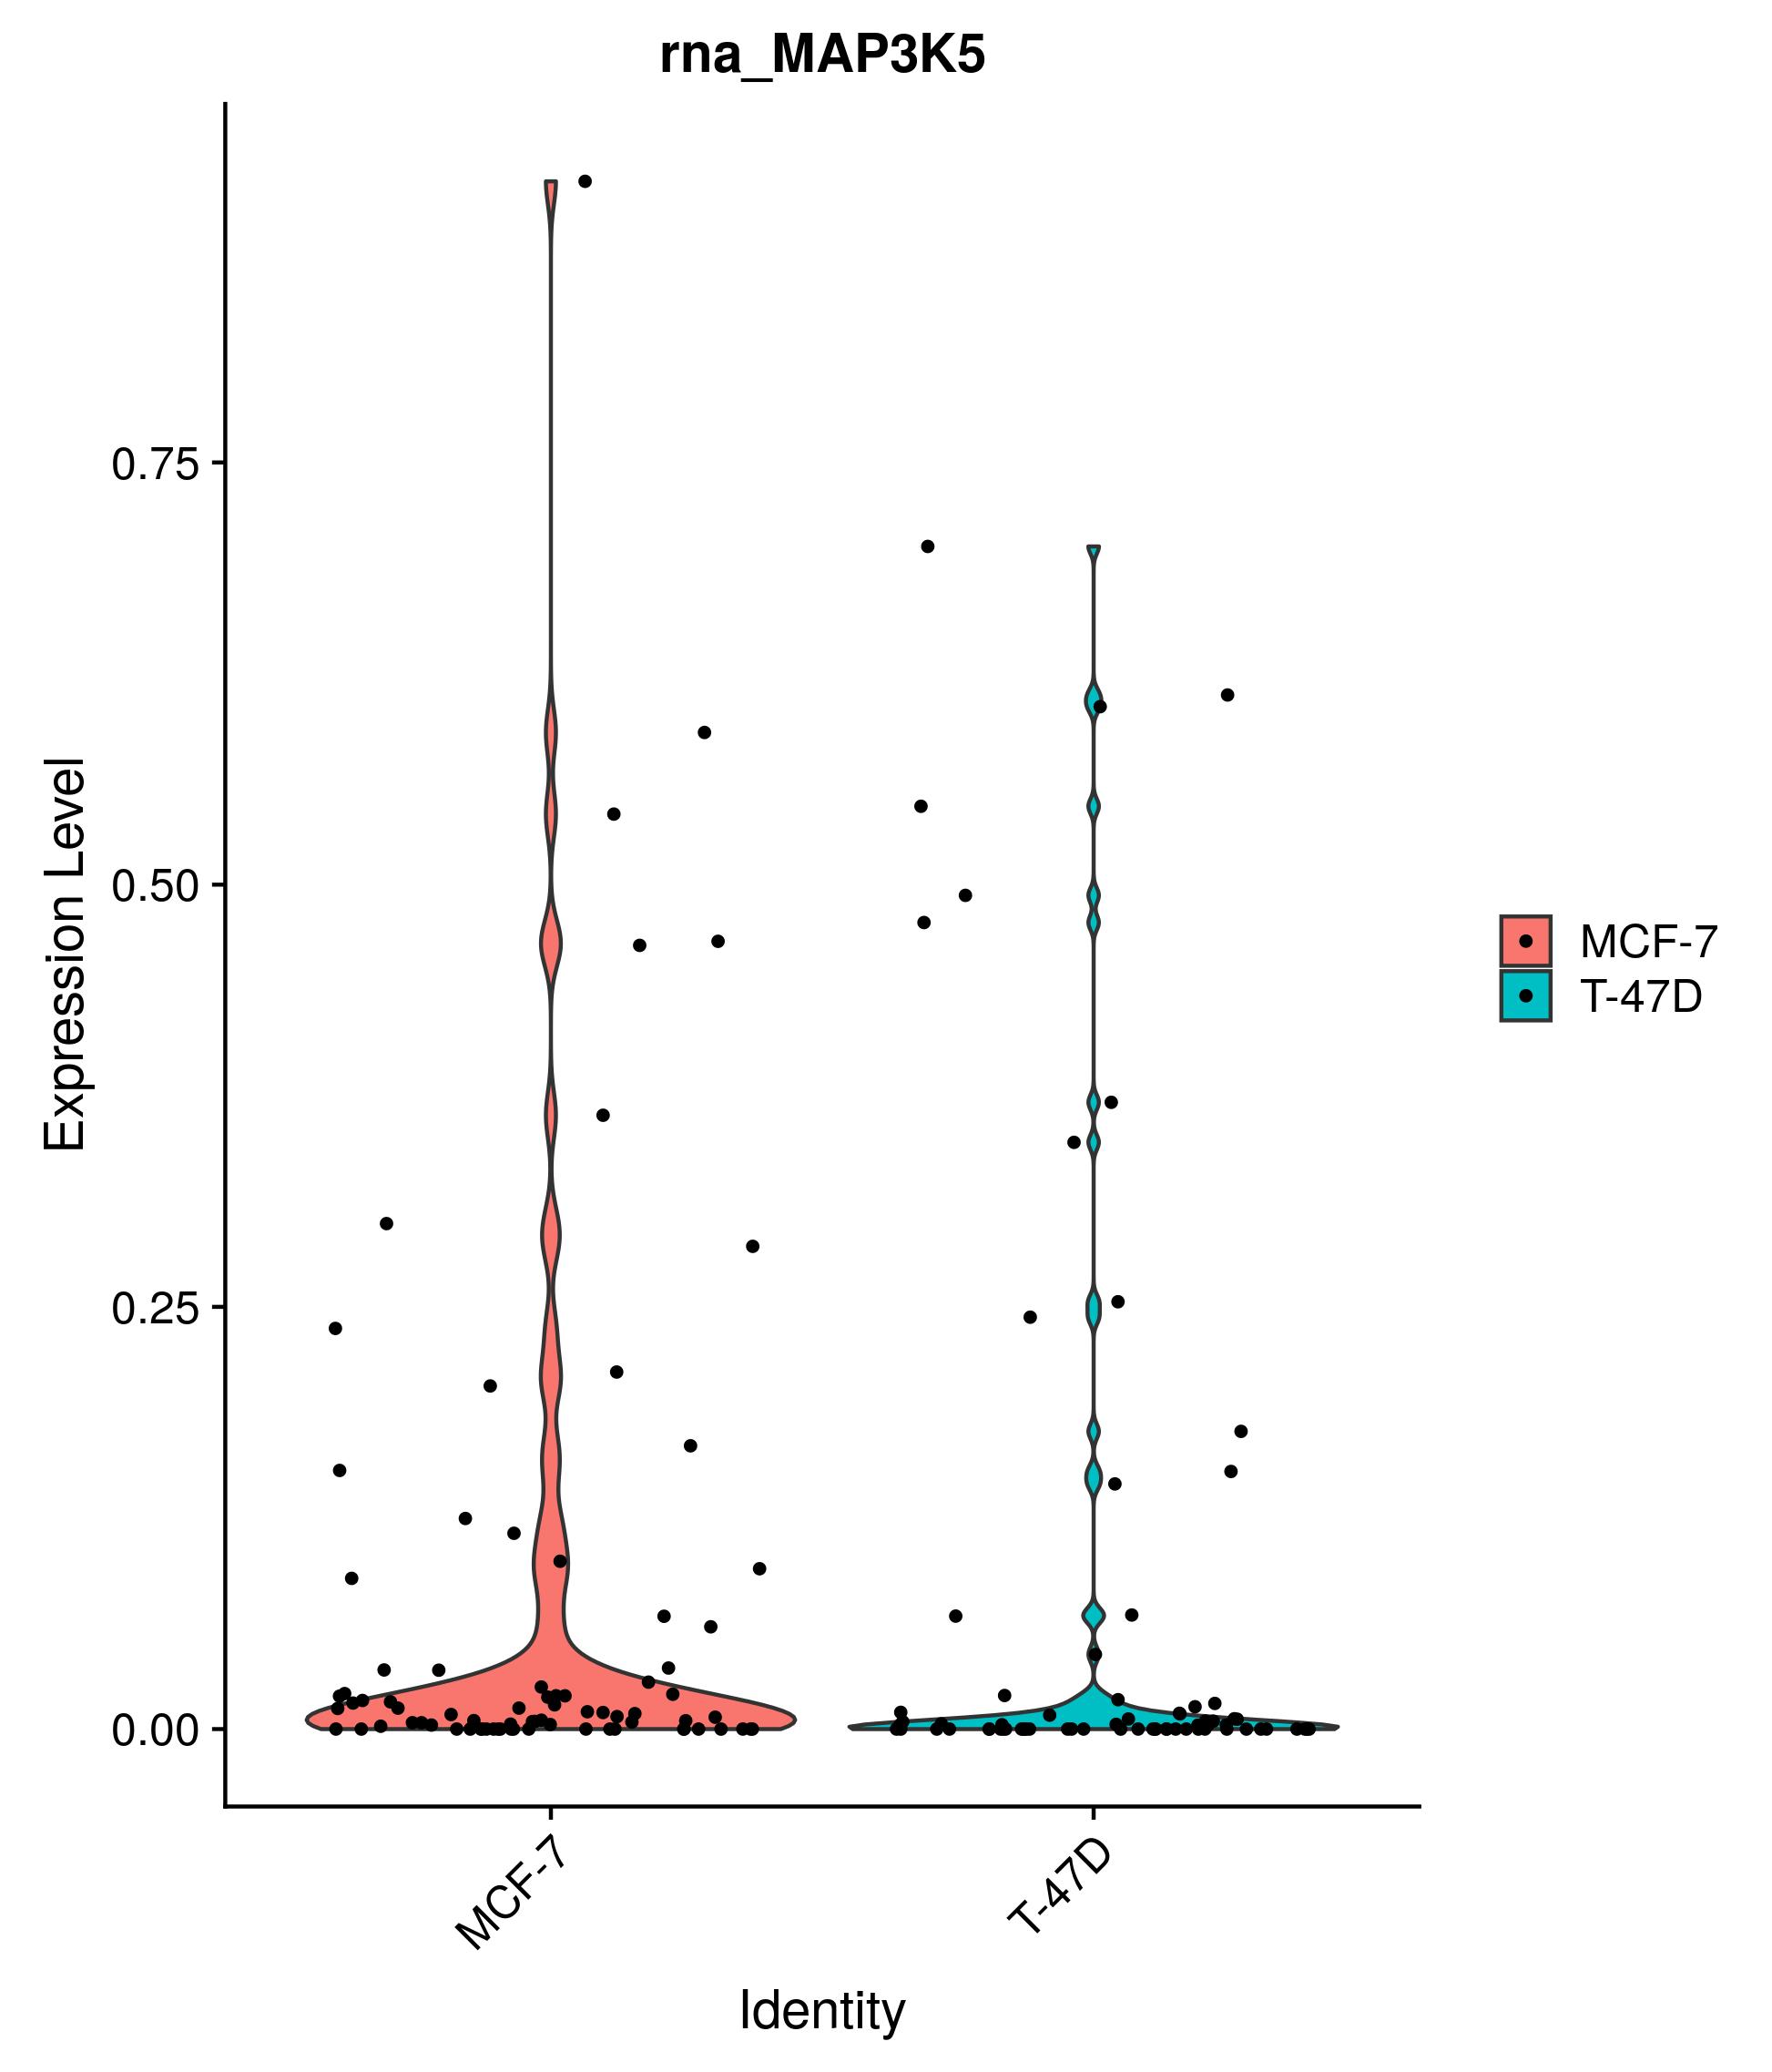 rna_MAP3K5
Expression Level
0.75
0.50
0.25
0.00
MCF-7
T-47D
Identity
MCF-7
T-47D